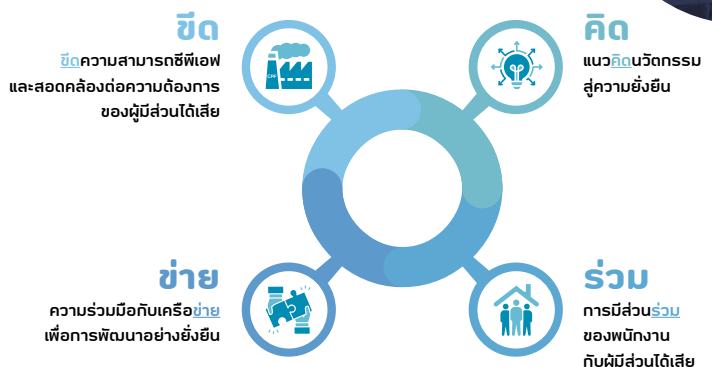 ขีด
ขีดความสามารถซีพีเอฟ
และสอดคล้องต่อความต้องการ
ของผู้มีส่วนได้เสีย
CPF
คิด
แนวคิดนวัตกรรม
สู่ความยั่งยืน
ข่าย
ความร่วมมือกับเครือข่าย
เพื่อการพัฒนาอย่างยั่งยืน
ร่วม
การมีส่วนร่วม
ของพนักงาน
กับผู้มีส่วนได้เสีย